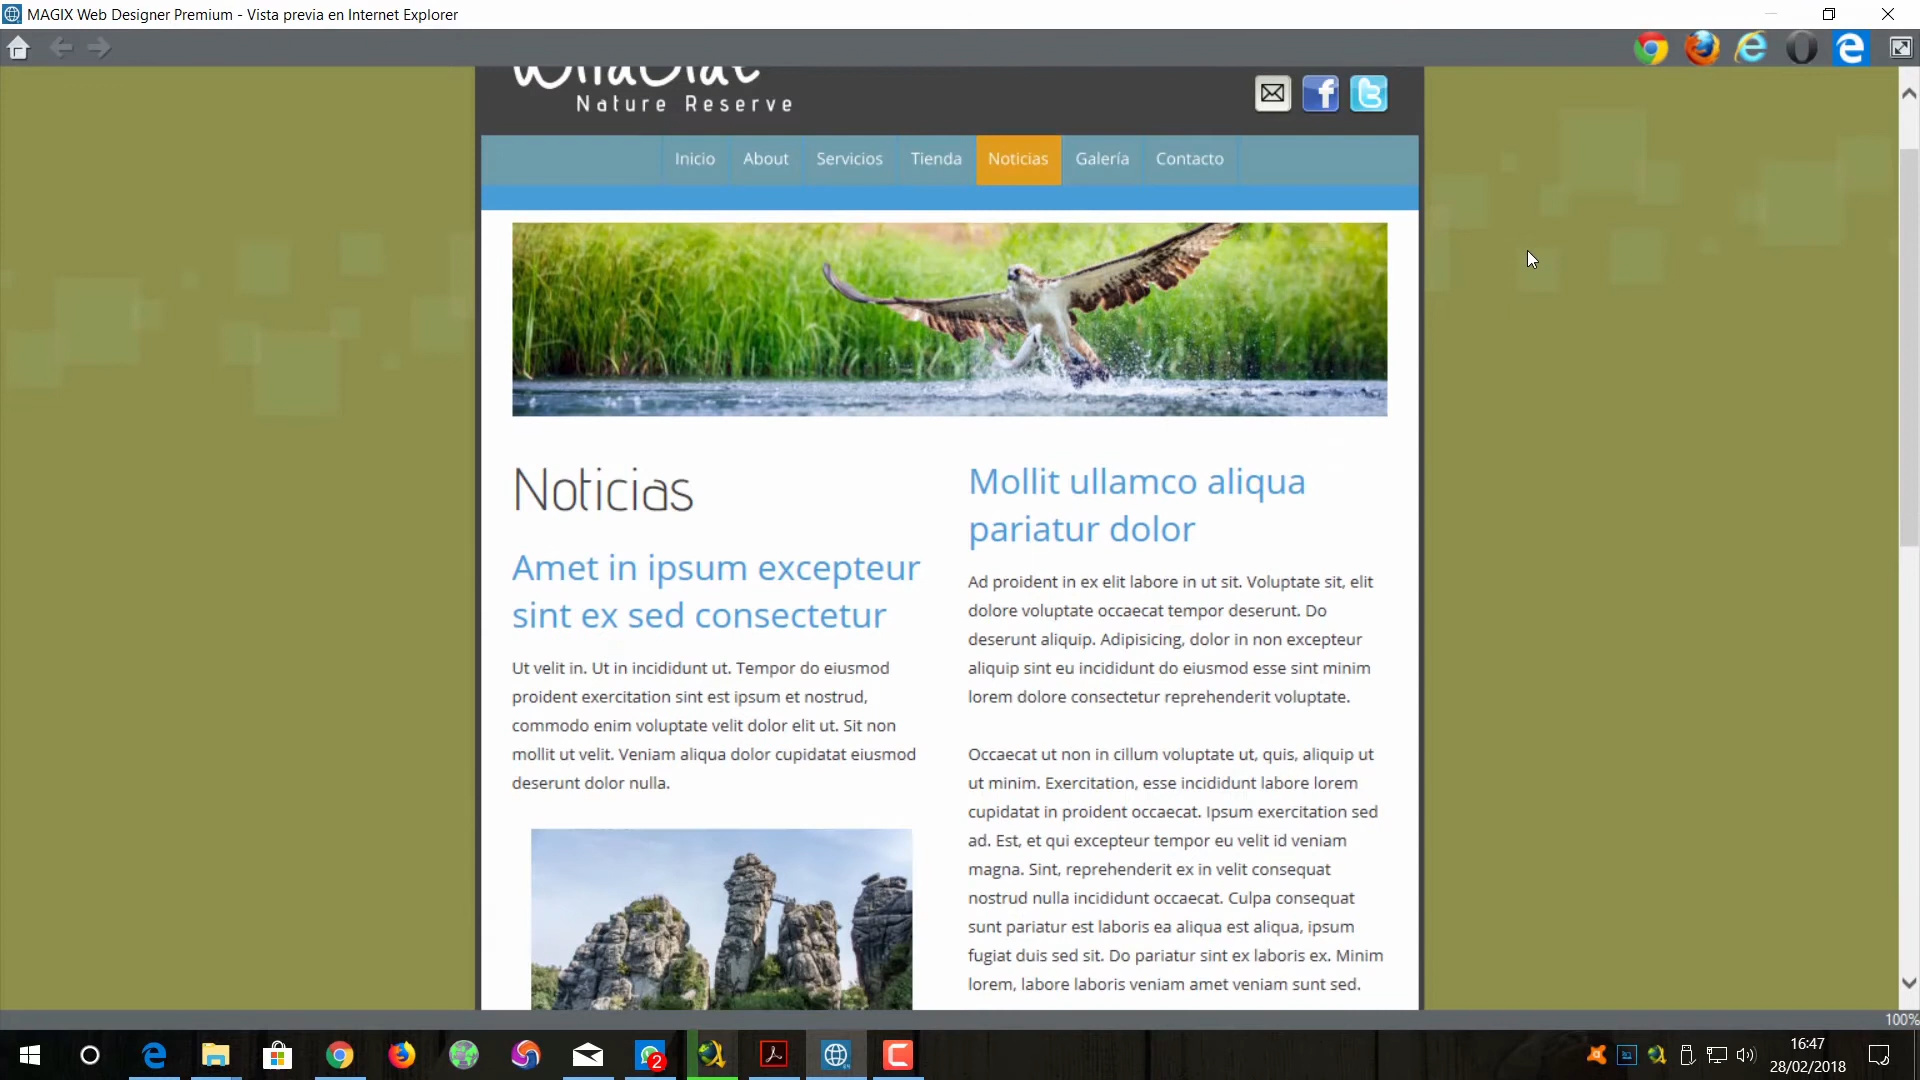 MAGIX Web Designer Premium - Vista previa en Internet Explorer
Nature Reserve
Inicio
About
Servicios
Tienda
Noticias
Galería
Contacto
Noticias
Amet in ipsum excepteur
sint ex sed consectetur
Ut velit in. Ut in incididunt ut. Tempor do eiusmod
proident exercitation sint est ipsum et nostrud,
commodo enim voluptate velit dolor elit ut. Sit non
mollit ut velit. Veniam aliqua dolor cupidatat eiusmod
deserunt dolor nulla.
Mollit ullamco aliqua
pariatur dolor
Ad proident in ex elit labore in ut sit. Voluptate sit, elit
dolore voluptate occaecat tempor deserunt. Do
deserunt aliquip. Adipisicing, dolor in non excepteur
aliquip sint eu incididunt do eiusmod esse sint minim
lorem dolore consectetur reprehenderit voluptate.
Occaecat ut non in cillum voluptate ut, quis, aliquip ut
ut minim. Exercitation, esse incididunt labore lorem
cupidatat in proident occaecat. Ipsum exercitation sed
ad. Est, et qui excepteur tempor eu velit id veniam
magna. Sint, reprehenderit ex in velit consequat
nostrud nulla incididunt occaecat. Culpa consequat
sunt pariatur est laboris ea aliqua est aliqua, ipsum
fugiat duis sed sit. Do pariatur sint ex laboris ex. Minim
lorem, labore laboris veniam amet veniam sunt sed.
100%
2
16:47
28/02/2018